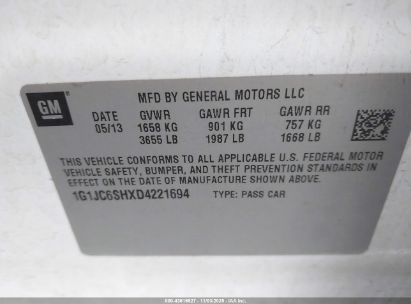 MFD BY GENERAL MOTORS LLC
GM
DATE GVWR GAWR FRT GAWR RR
05/13 1658 KG 901 KG 757 KG
3655 LB 1987 LB 1668 LB
THIS VEHICLE CONFORMS TO ALL APPLICABLE U.S. FEDERAL MOTOR
VEHICLE SAFETY, BUMPER, AND THEFT PREVENTION STANDARDS IN
EFFECT ON THE DATE OF MANUFACTURE SHOWN ABOVE.
1G1JC6SHXD4221694 TYPE: PASS CAR